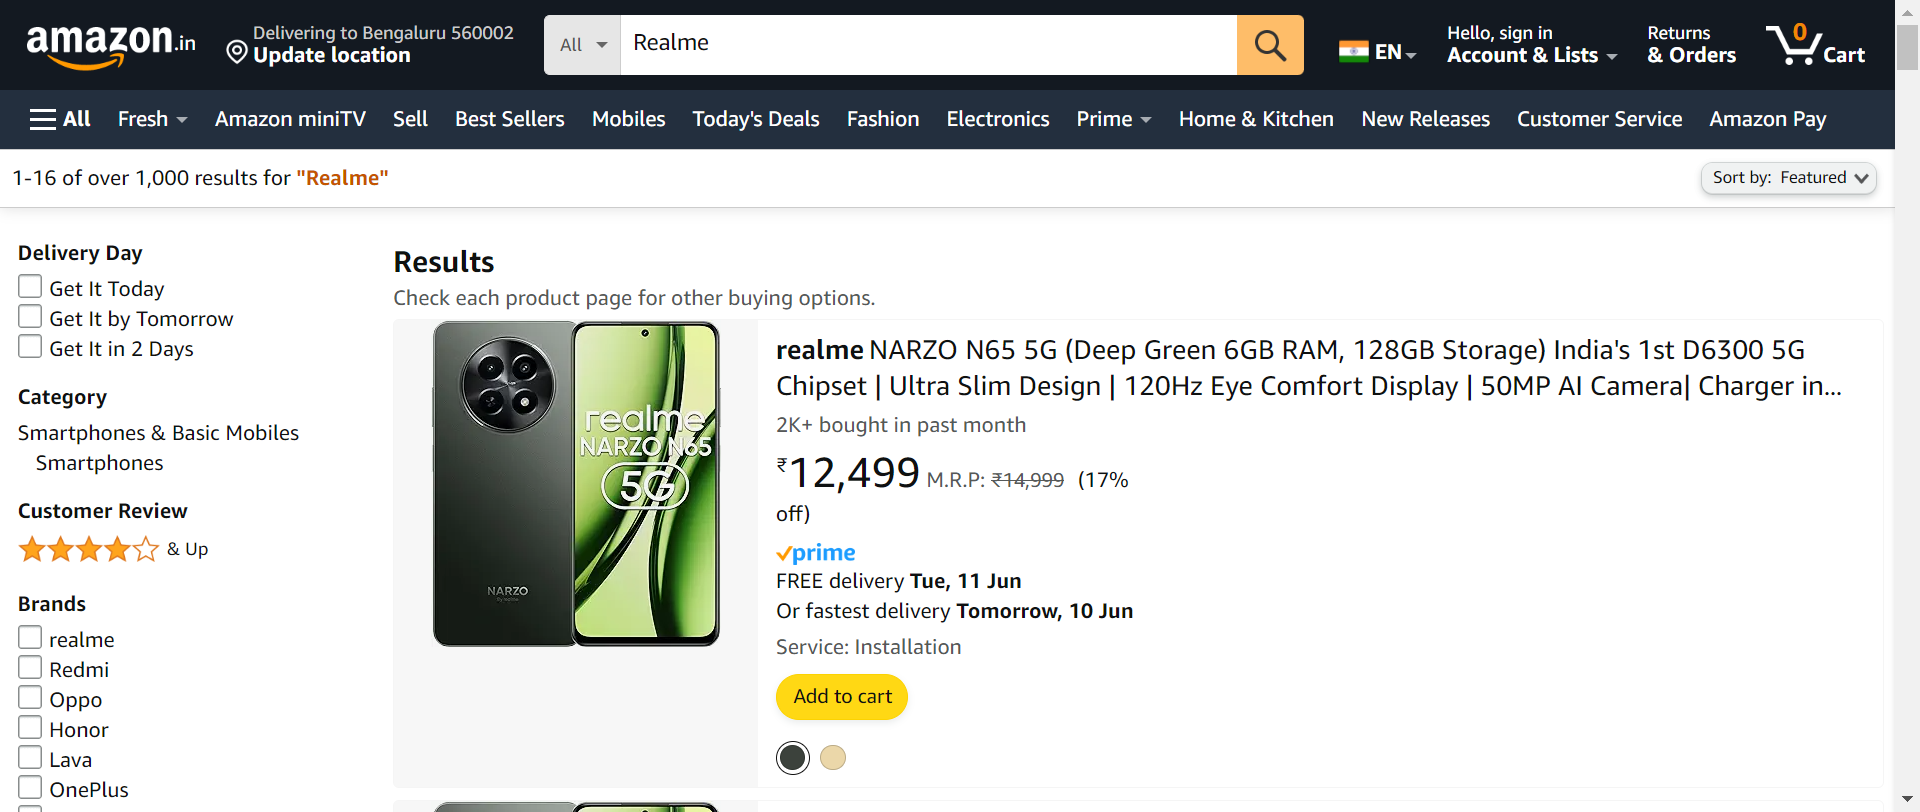 amazon.in
Delivering to Bengaluru 560002
Update location
All
Realme
EN
Hello, sign in
Account & Lists
Returns
& Orders
0
Cart
All
Fresh
Amazon miniTV
Sell
Best Sellers
Mobiles
Today's Deals
Fashion
Electronics
Prime
Home & Kitchen
New Releases
Customer Service
Amazon Pay
1-16 of over 1,000 results for "Realme"
Sort by: Featured
Delivery Day
Get It Today
Get It by Tomorrow
Get It in 2 Days
Category
Smartphones & Basic Mobiles
Smartphones
Customer Review
& Up
Brands
realme
Redmi
Oppo
Honor
Lava
OnePlus
Results
Check each product page for other buying options.
realme
NARZO N65
5G
NARZO
realme NARZO N65 5G (Deep Green 6GB RAM, 128GB Storage) India's 1st D6300 5G
Chipset | Ultra Slim Design | 120Hz Eye Comfort Display | 50MP AI Camera| Charger in...
2K+ bought in past month
₹12,499 M.R.P: ₹14,999 (17%
off)
prime
FREE delivery Tue, 11 Jun
Or fastest delivery Tomorrow, 10 Jun
Service: Installation
Add to cart